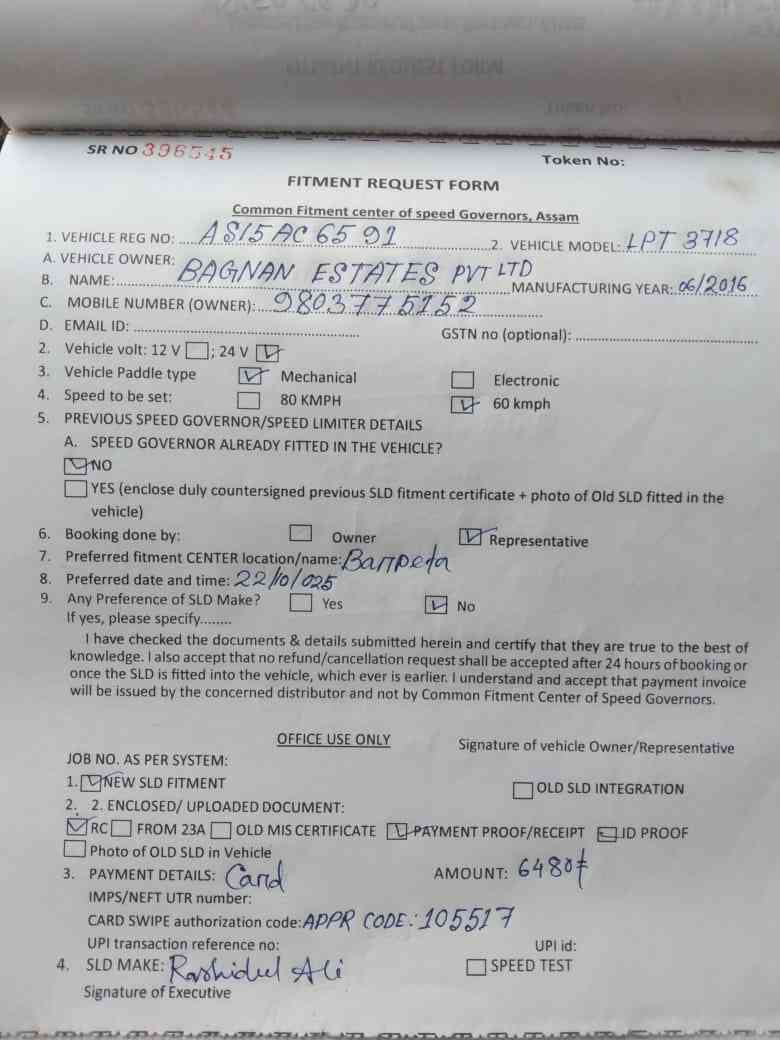 SR NO 396545
Token No:
FITMENT REQUEST FORM
Common Fitment center of speed Governors, Assam
1. VEHICLE REG NO: AS15AC6591 2. VEHICLE MODEL: LPT 3718
A. VEHICLE OWNER:
B. NAME: BAGNAN ESTATES PVT LTD MANUFACTURING YEAR: 06/2016
C. MOBILE NUMBER (OWNER): 9803775152
D. EMAIL ID: GSTN no (optional):
2. Vehicle volt: 12 V ; 24 V
3. Vehicle Paddle type Mechanical Electronic
4. Speed to be set: 80 KMPH 60 kmph
5. PREVIOUS SPEED GOVERNOR/SPEED LIMITER DETAILS
A. SPEED GOVERNOR ALREADY FITTED IN THE VEHICLE?
NO
YES (enclose duly countersigned previous SLD fitment certificate + photo of Old SLD fitted in the
vehicle)
6. Booking done by: Owner Representative
7. Preferred fitment CENTER location/name: Barpeta
8. Preferred date and time: 22/10/025
9. Any Preference of SLD Make? Yes No
If yes, please specify........
I have checked the documents & details submitted herein and certify that they are true to the best of
knowledge. I also accept that no refund/cancellation request shall be accepted after 24 hours of booking or
once the SLD is fitted into the vehicle, which ever is earlier. I understand and accept that payment invoice
will be issued by the concerned distributor and not by Common Fitment Center of Speed Governors.
OFFICE USE ONLY Signature of vehicle Owner/Representative
JOB NO. AS PER SYSTEM:
1. NEW SLD FITMENT OLD SLD INTEGRATION
2. 2. ENCLOSED/ UPLOADED DOCUMENT:
RC FROM 23A OLD MIS CERTIFICATE PAYMENT PROOF/RECEIPT ID PROOF
Photo of OLD SLD in Vehicle
3. PAYMENT DETAILS: Card AMOUNT: 6480
IMPS/NEFT UTR number:
CARD SWIPE authorization code: APPR CODE: 105517
UPI transaction reference no: UPI id:
4. SLD MAKE: Rashidul Ali SPEED TEST
Signature of Executive